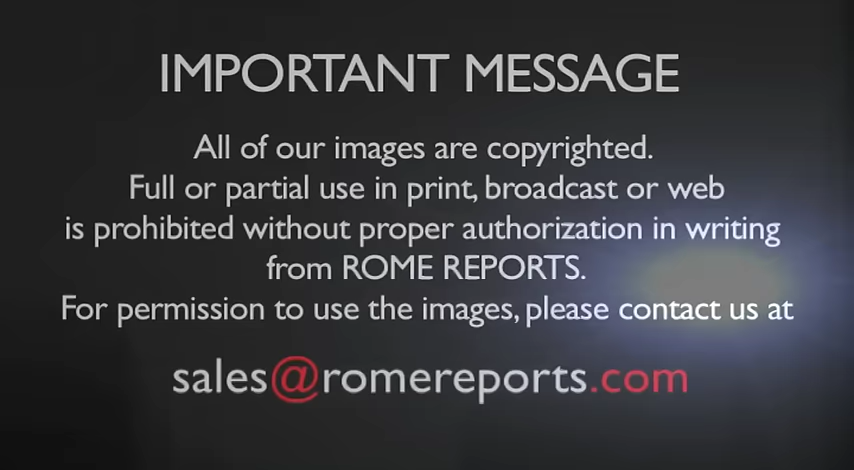 IMPORTANT MESSAGE
All of our images are copyrighted.
Full or partial use in print, broadcast or web
is prohibited without proper authorization in writing
from ROME REPORTS.
For permission to use the images, please contact us at
sales@romereports.com